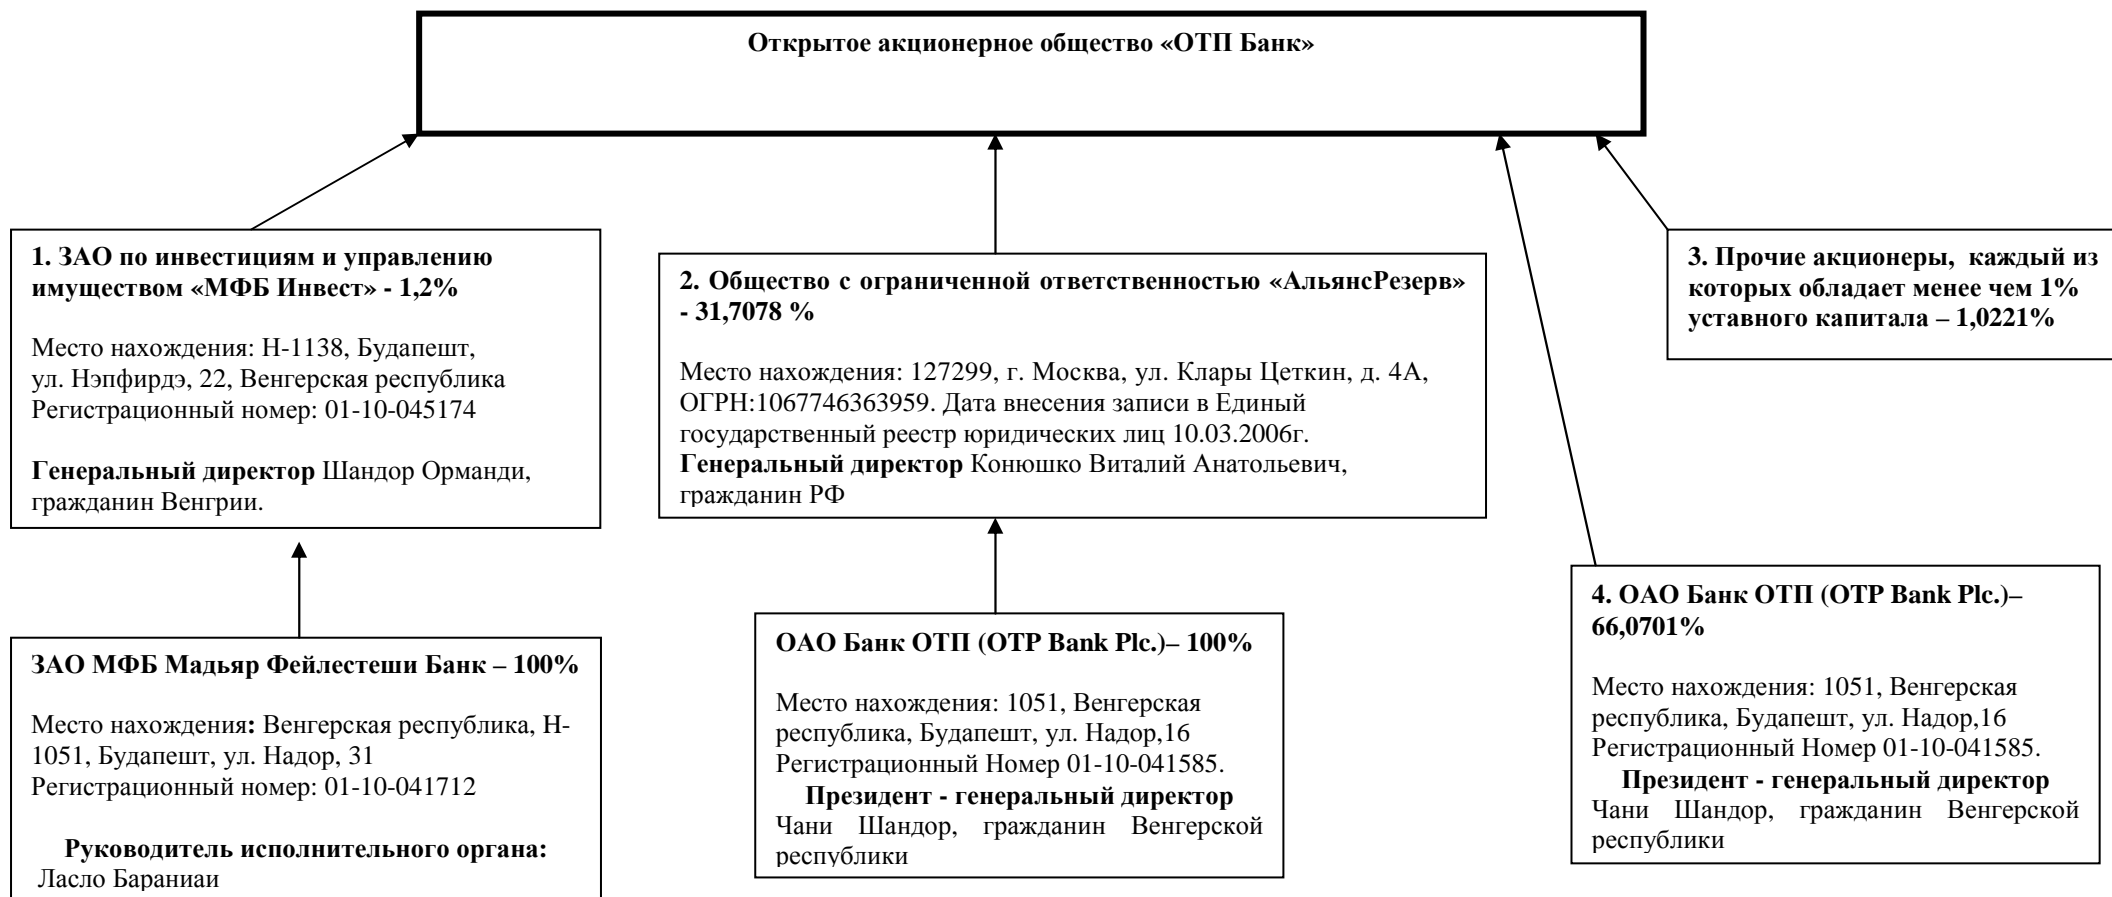 Открытое акционерное общество «ОТП Банк»
1. ЗАО по инвестициям и управлению
имуществом «МФБ Инвест» - 1,2%
Место нахождения: Н-1138, Будапешт,
ул. Нэпфирдэ, 22, Венгерская республика
Регистрационный номер: 01-10-045174
Генеральный директор Шандор Орманди,
гражданин Венгрии.
2. Общество с ограниченной ответственностью «АльянсРезерв»
- 31,7078 %
Место нахождения: 127299, г. Москва, ул. Клары Цеткин, д. 4А,
ОГРН:1067746363959. Дата внесения записи в Единый
государственный реестр юридических лиц 10.03.2006г.
Генеральный директор Конюшко Виталий Анатольевич,
гражданин РФ
3. Прочие акционеры, каждый из
которых обладает менее чем 1%
уставного капитала – 1,0221%
ЗАО МФБ Мадьяр Фейлестеши Банк – 100%
Место нахождения: Венгерская республика, Н-
1051, Будапешт, ул. Надор, 31
Регистрационный номер: 01-10-041712
Руководитель исполнительного органа:
Ласло Бараниаи
ОАО Банк ОТП (OTP Bank Plc.)– 100%
Место нахождения: 1051, Венгерская
республика, Будапешт, ул. Надор,16
Регистрационный Номер 01-10-041585.
Президент - генеральный директор
Чани Шандор, гражданин Венгерской
республики
4. ОАО Банк ОТП (OTP Bank Plc.)–
66,0701%
Место нахождения: 1051, Венгерская
республика, Будапешт, ул. Надор,16
Регистрационный Номер 01-10-041585.
Президент - генеральный директор
Чани Шандор, гражданин Венгерской
республики